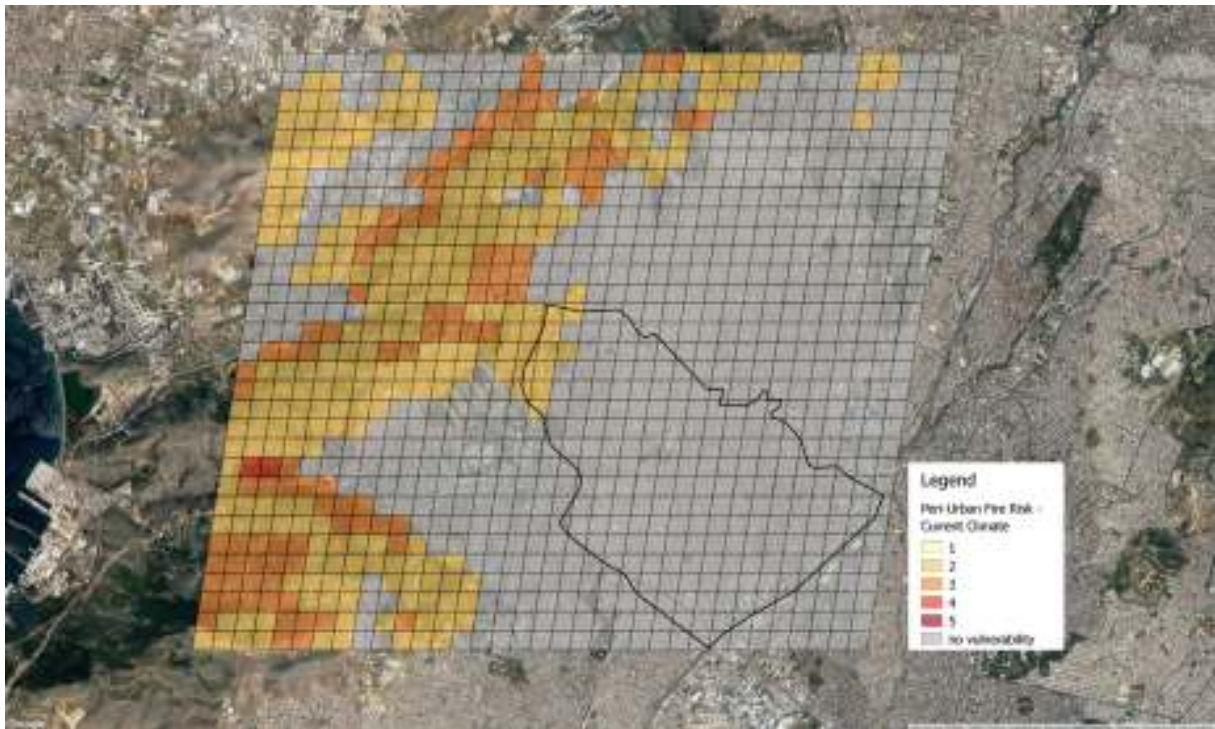 Legend
Peri-Urban Fire Risk -
Current Climate
1
2
3
4
5
no vulnerability